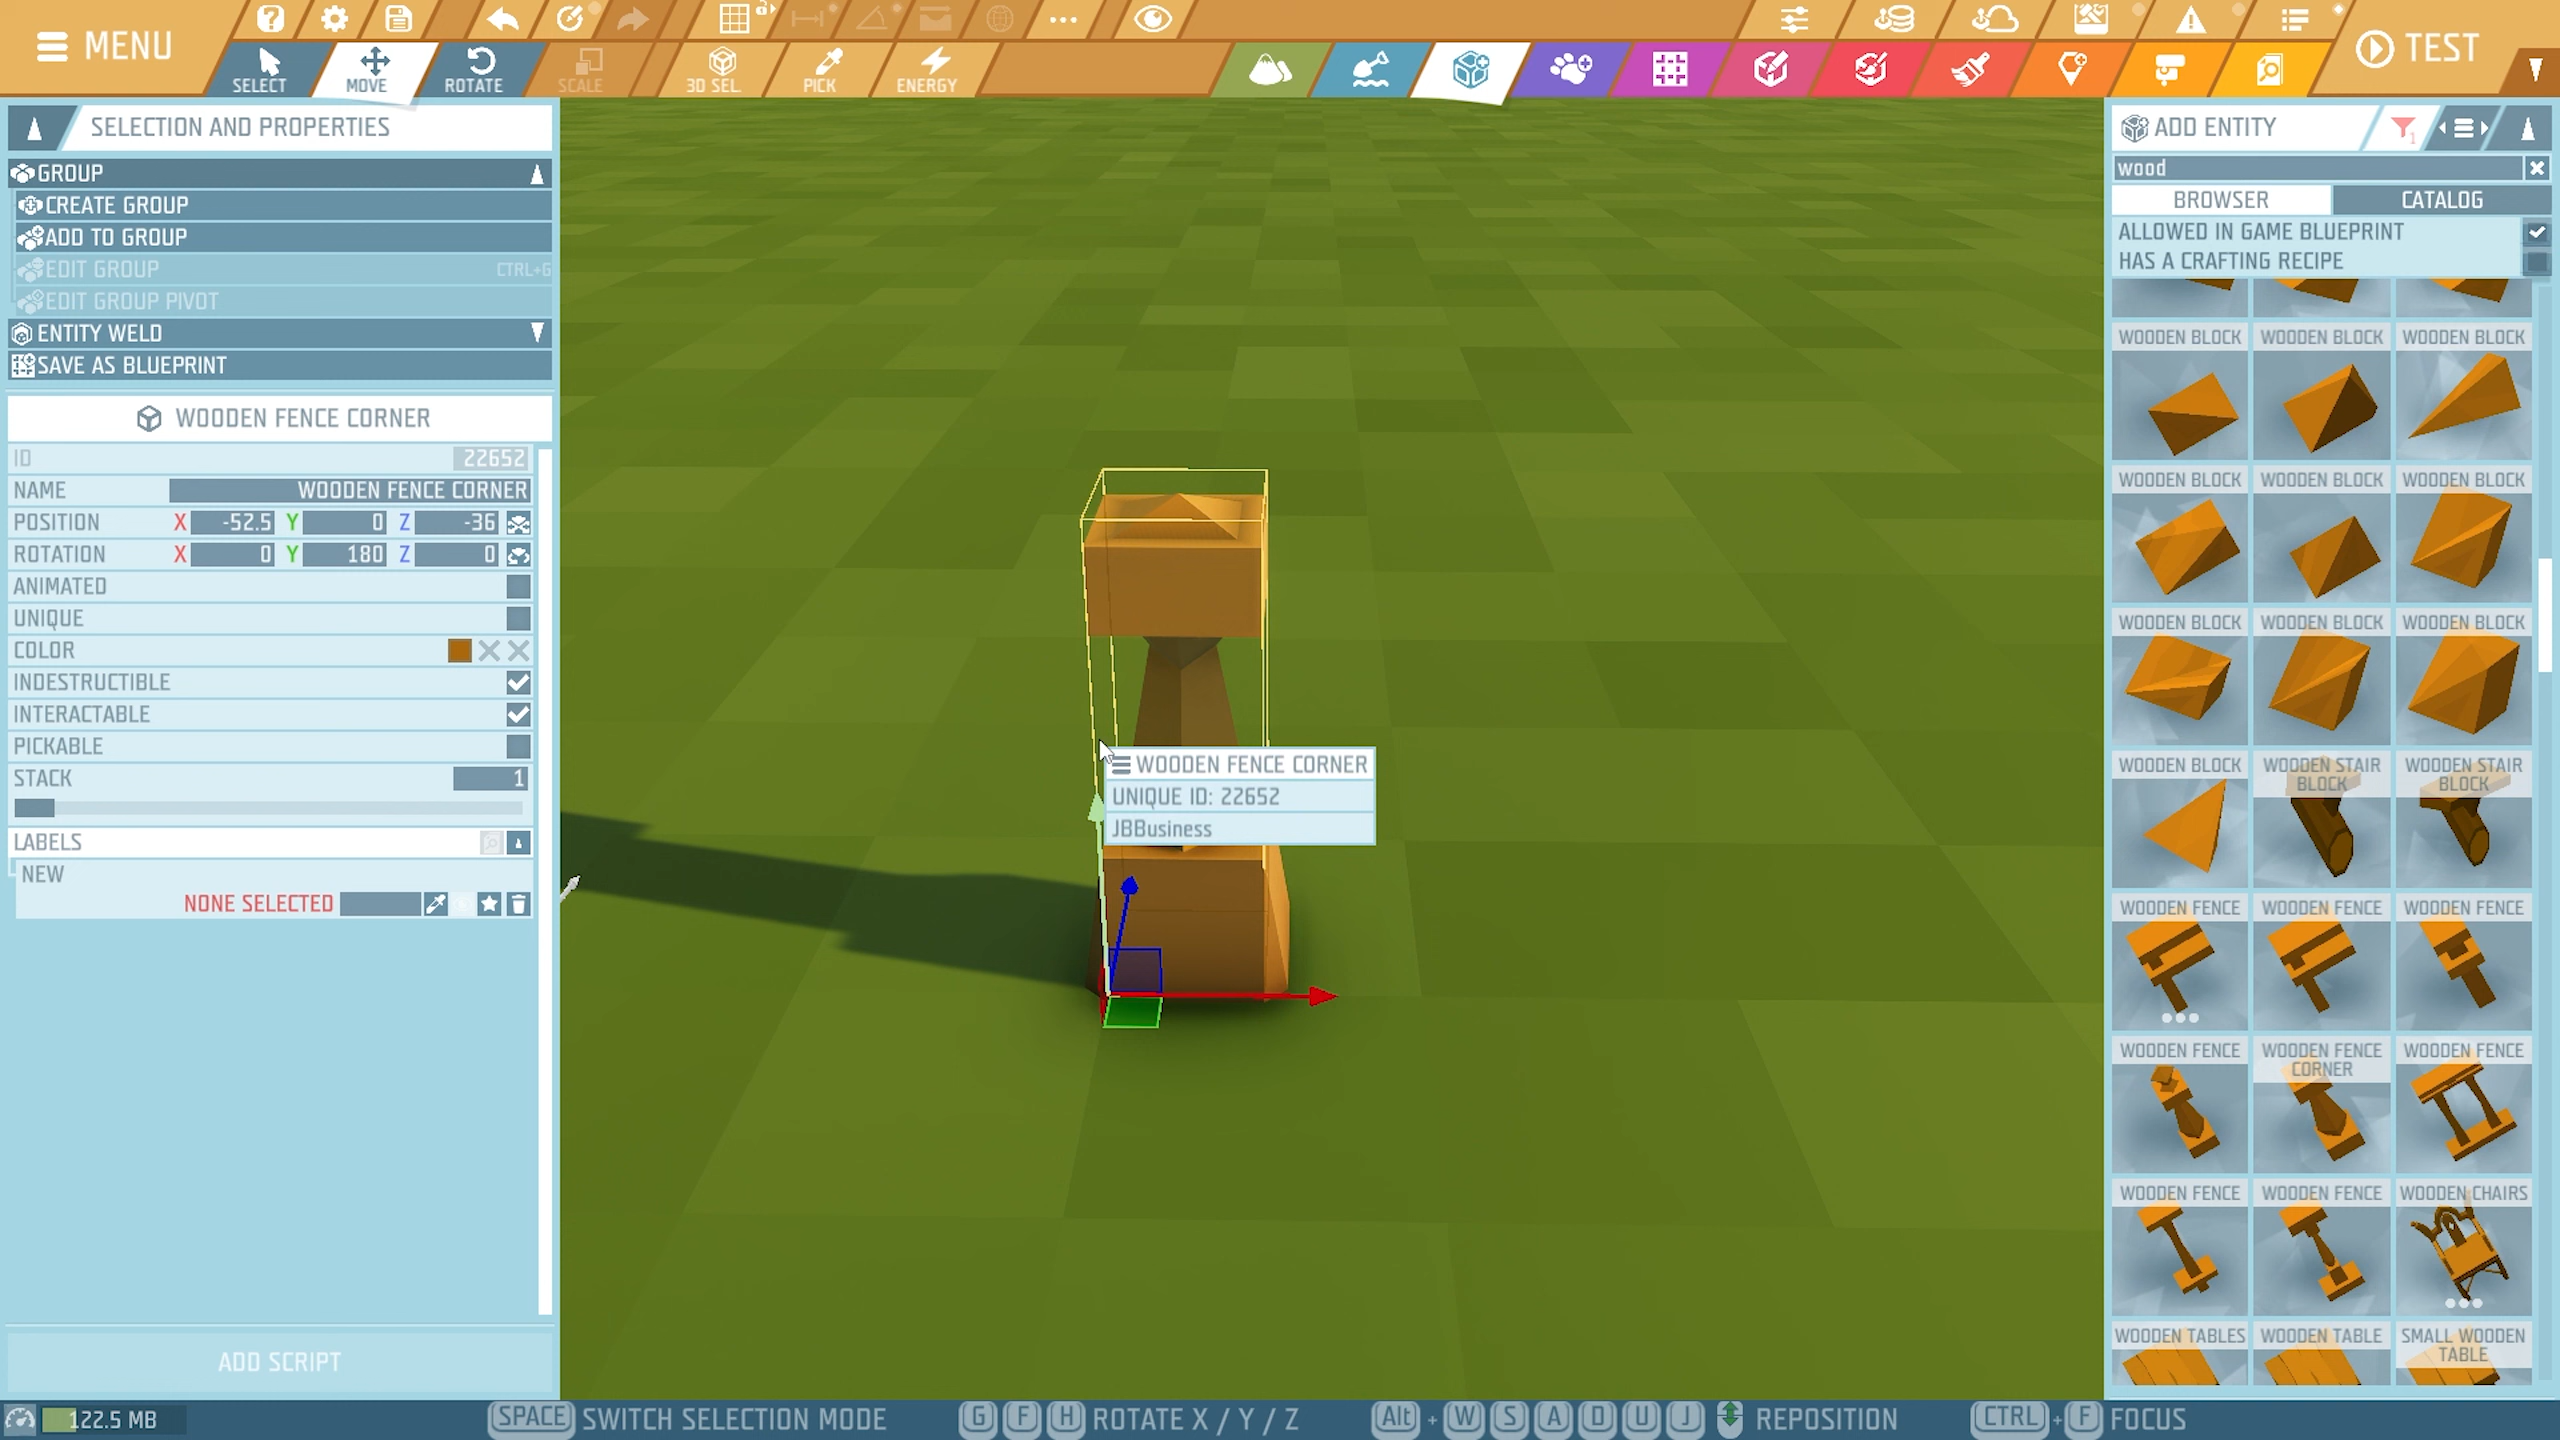 MENU
SELECT
MOVE
ROTATE
SCALE
3D SEL.
PICK
ENERGY
TEST
SELECTION AND PROPERTIES
GROUP
CREATE GROUP
ADD TO GROUP
EDIT GROUP CTRL+G
EDIT GROUP PIVOT
ENTITY WELD
SAVE AS BLUEPRINT
WOODEN FENCE CORNER
ID 22652
NAME WOODEN FENCE CORNER
POSITION X -52.5 Y 0 Z -36
ROTATION X 0 Y 180 Z 0
ANIMATED
UNIQUE
COLOR
INDESTRUCTIBLE
INTERACTABLE
PICKABLE
STACK 1
LABELS
NEW
NONE SELECTED
ADD SCRIPT
WOODEN FENCE CORNER
UNIQUE ID: 22652
JBBusiness
ADD ENTITY
1
wood
BROWSER CATALOG
ALLOWED IN GAME BLUEPRINT
HAS A CRAFTING RECIPE
WOODEN BLOCK WOODEN BLOCK WOODEN BLOCK
WOODEN BLOCK WOODEN BLOCK WOODEN BLOCK
WOODEN BLOCK WOODEN BLOCK WOODEN BLOCK
WOODEN BLOCK WOODEN STAIR WOODEN STAIR
BLOCK BLOCK
WOODEN FENCE WOODEN FENCE WOODEN FENCE
WOODEN FENCE WOODEN FENCE WOODEN FENCE
CORNER
WOODEN FENCE WOODEN FENCE WOODEN CHAIRS
WOODEN TABLES WOODEN TABLE SMALL WOODEN
TABLE
122.5 MB
SPACE SWITCH SELECTION MODE
G F H ROTATE X / Y / Z
Alt + W S A D U J REPOSITION
CTRL + F FOCUS